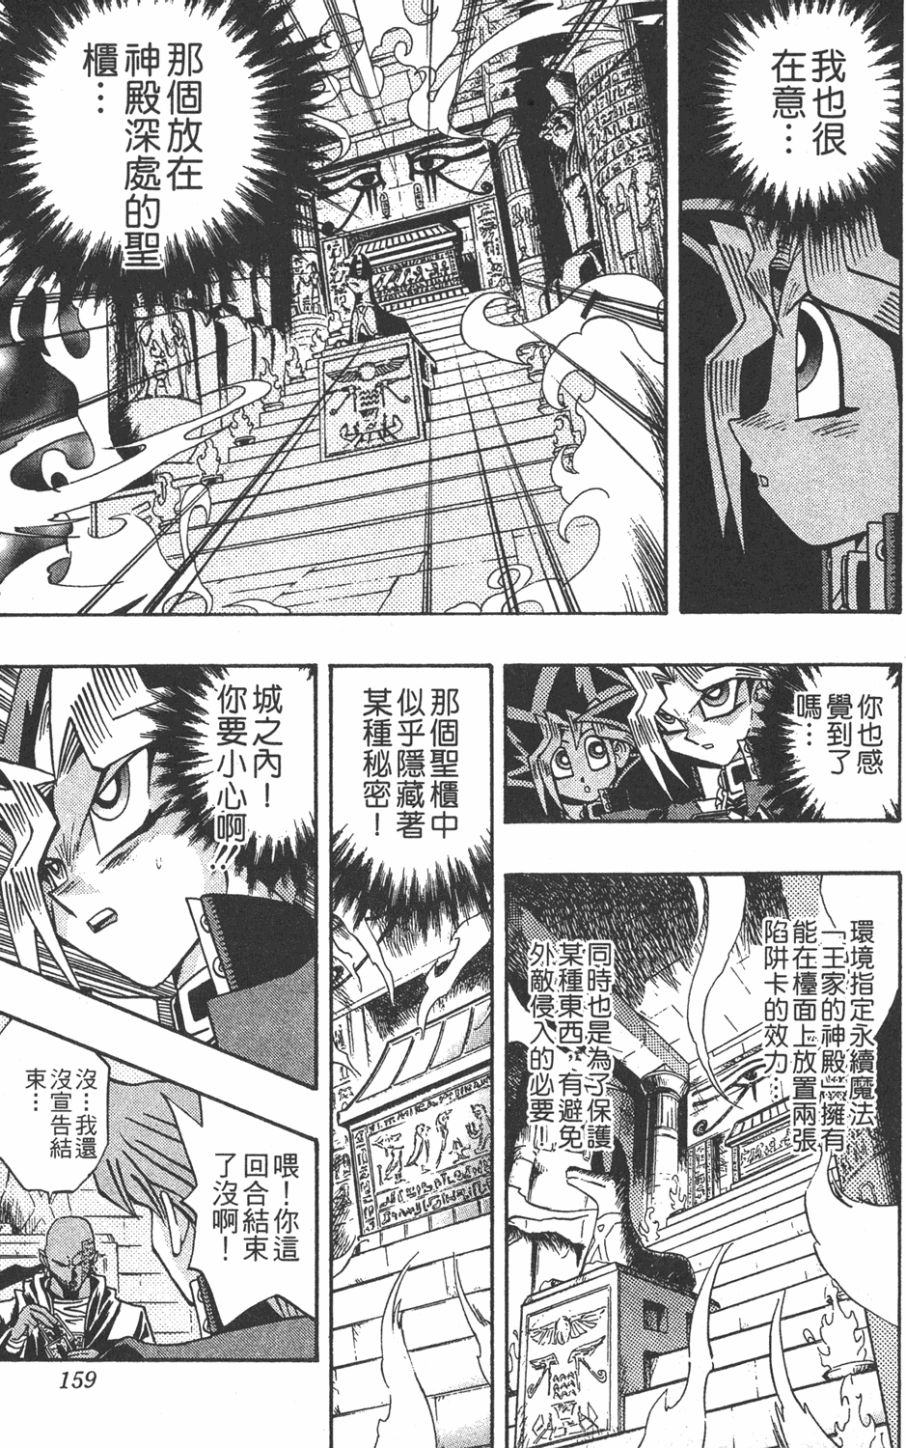 我也很
在意…
那個放在
神殿深處的聖
櫃…
你也感
覺到了
嗎…
環境指定永續魔法
「王家的神殿」擁有
能在檯面上放置兩張
陷阱卡的效力…
同時也是為了保護
某種東西，有避免
外敵侵入的必要！
那個聖櫃中
似乎隱藏著
某種秘密！
城之內！
你要小心啊!!
喂！你這
回合結束
了沒啊！
沒…我還
沒宣告結
束…
159